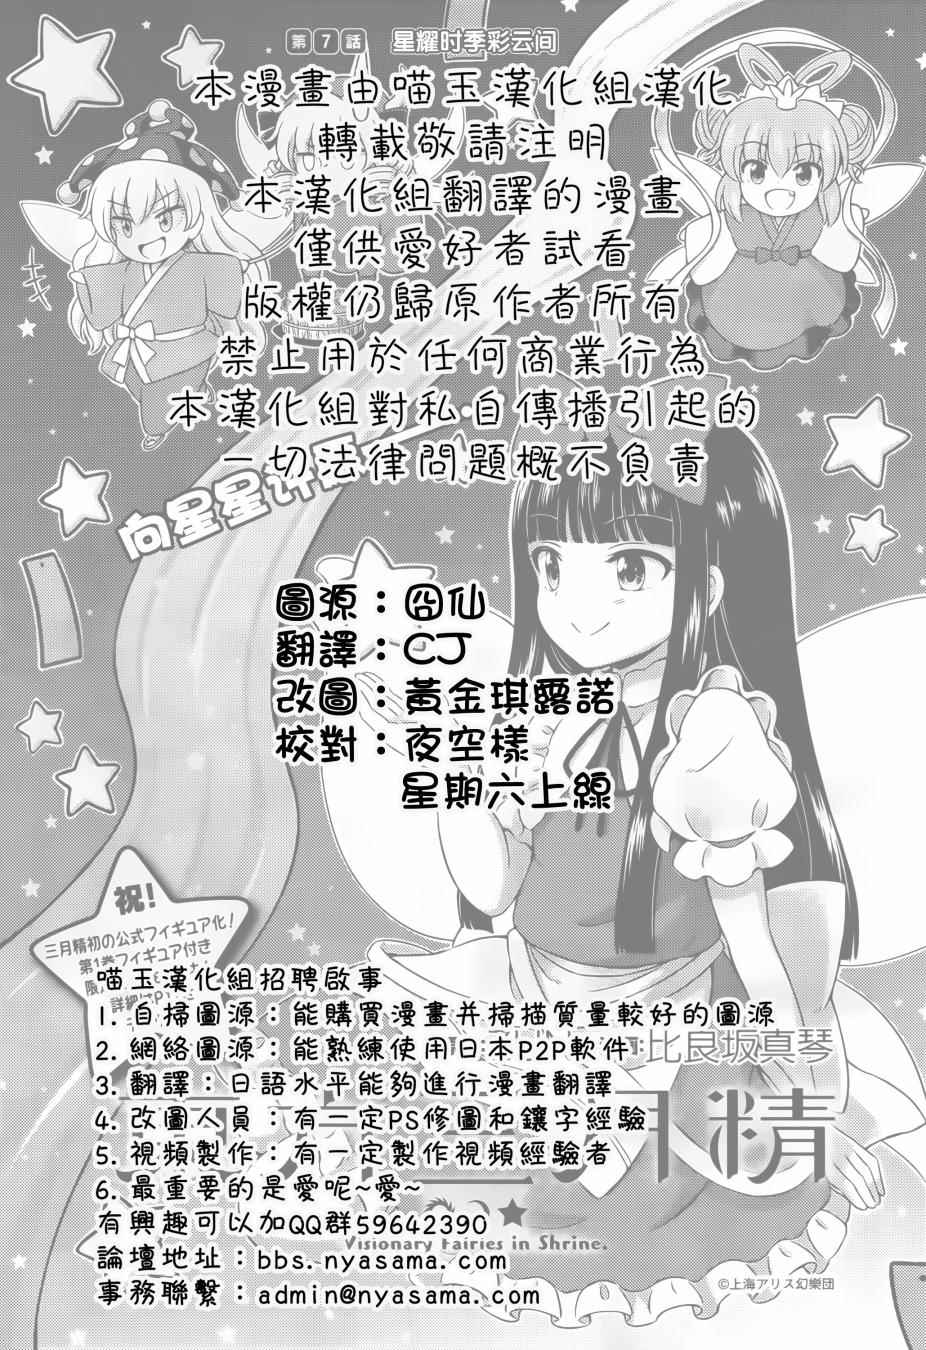 第7話 星耀时季彩云间
本漫畫由喵玉漢化組漢化
轉載敬請注明
本漢化組翻譯的漫畫
僅供愛好者試看
版權仍歸原作者所有
禁止用於任何商業行為
本漢化組對私自傳播引起的
一切法律問題概不負責
向星星许愿
圖源：囧仙
翻譯：CJ
改圖：黃金琪露諾
校對：夜空樣
星期六上線
祝!
三月精初の公式フィギュア化!
第1巻フィギュア付き
喵玉漢化組招聘啟事
1. 自掃圖源：能購買漫畫并掃描質量較好的圖源
2. 網絡圖源：能熟練使用日本P2P軟件
比良坂真琴
3. 翻譯：日語水平能夠進行漫畫翻譯
4. 改圖人員：有一定PS修圖和鑲字經驗
月精
5. 視頻製作：有一定製作視頻經驗者
6. 最重要的是愛呢~愛~
有興趣可以加QQ群59642390
Visionary Fairies in Shrine.
論壇地址：bbs.nyasama.com
事務聯繫：admin@nyasama.com
©上海アリス幻樂団